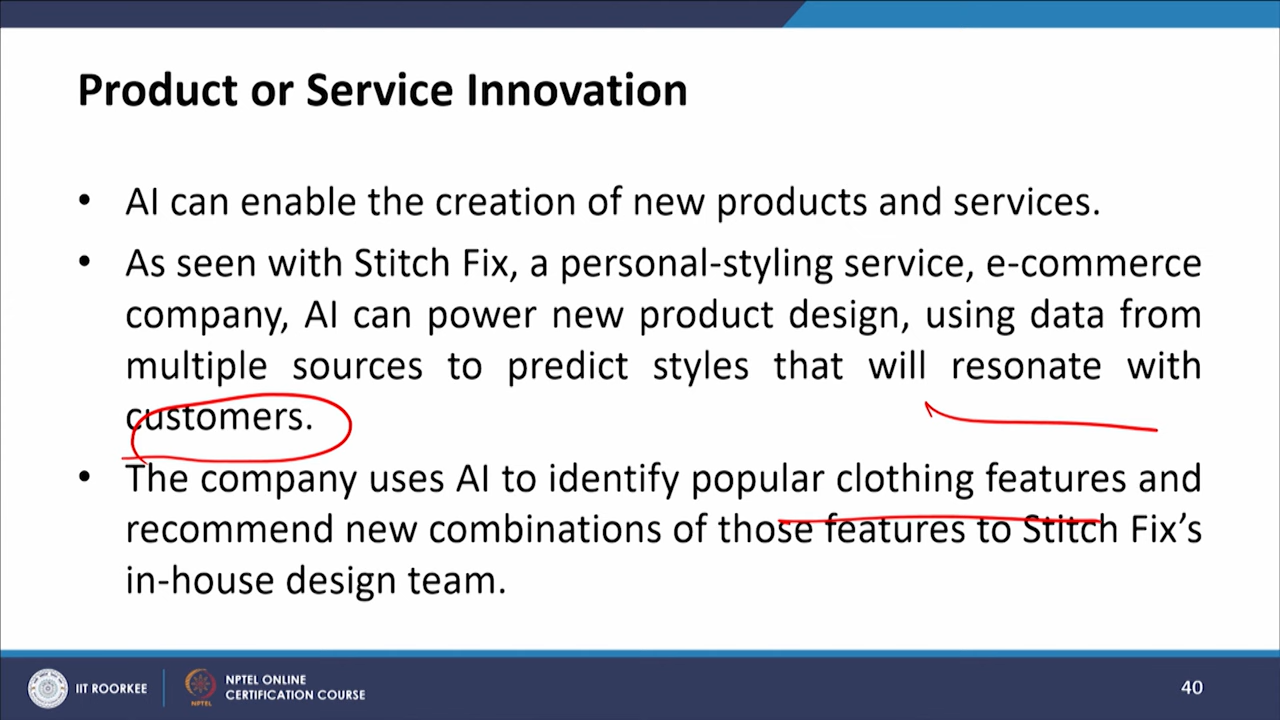 Product or Service Innovation
• AI can enable the creation of new products and services.
• As seen with Stitch Fix, a personal-styling service, e-commerce
company, AI can power new product design, using data from
multiple sources to predict styles that will resonate with
customers.
• The company uses AI to identify popular clothing features and
recommend new combinations of those features to Stitch Fix’s
in-house design team.
IIT ROORKEE
NPTEL
NPTEL ONLINE
CERTIFICATION COURSE
40